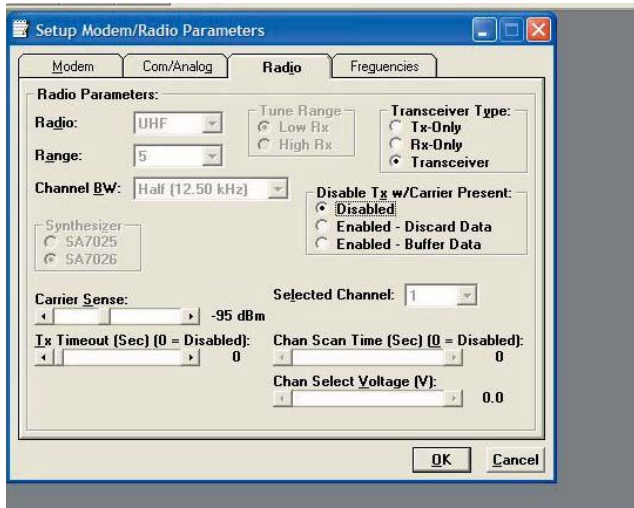 Setup Modem/Radio Parameters
Modem
Com/Analog
Radio
Frequencies
Radio Parameters:
Radio:
UHF
Range:
5
Channel BW:
Half (12.50 kHz)
Tune Range
Low Rx
High Rx
Transceiver Type:
Tx-Only
Rx-Only
Transceiver
Synthesizer
SA7025
SA7026
Disable Tx w/Carrier Present:
Disabled
Enabled - Discard Data
Enabled - Buffer Data
Carrier Sense:
-95 dBm
Selected Channel:
1
Tx Timeout (Sec) (0 = Disabled):
0
Chan Scan Time (Sec) (0 = Disabled):
0
Chan Select Voltage (V):
0.0
OK
Cancel